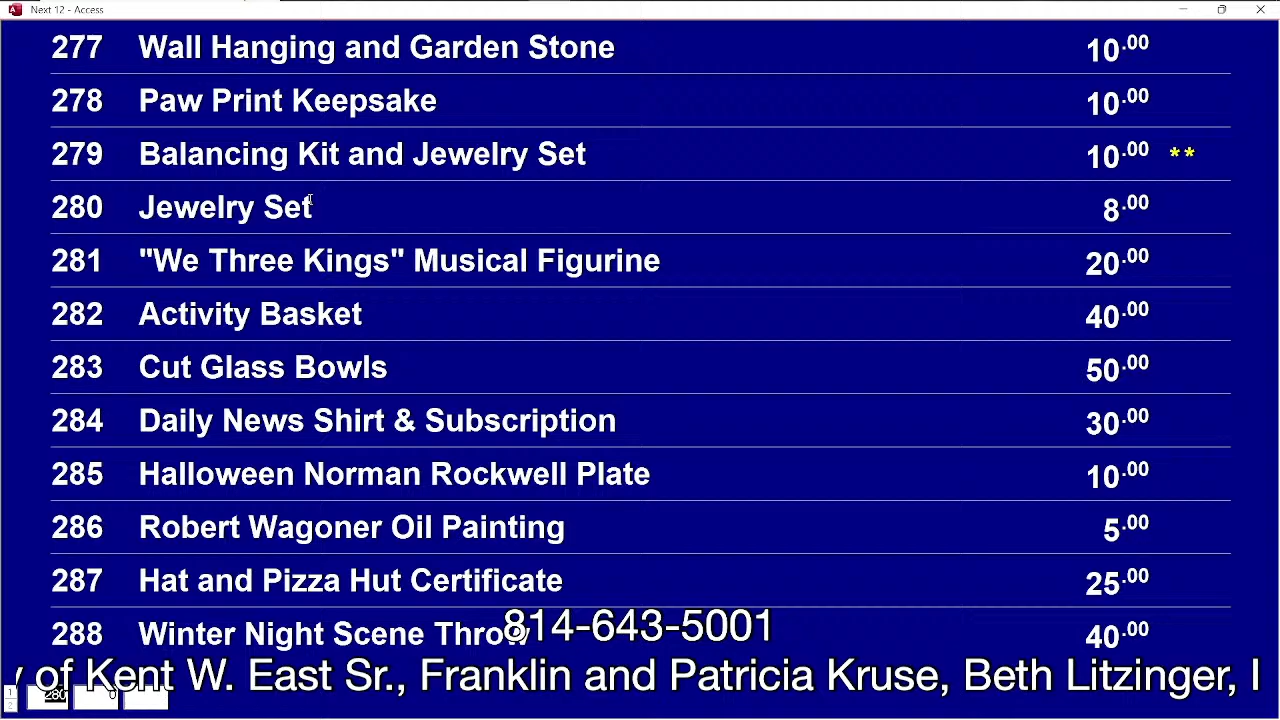 Next 12 - Access
277 Wall Hanging and Garden Stone 10.00
278 Paw Print Keepsake 10.00
279 Balancing Kit and Jewelry Set 10.00 **
280 Jewelry Set 8.00
281 "We Three Kings" Musical Figurine 20.00
282 Activity Basket 40.00
283 Cut Glass Bowls 50.00
284 Daily News Shirt & Subscription 30.00
285 Halloween Norman Rockwell Plate 10.00
286 Robert Wagoner Oil Painting 5.00
287 Hat and Pizza Hut Certificate 25.00
288 Winter Night Scene Throw 40.00
814-643-5001
y of Kent W. East Sr., Franklin and Patricia Kruse, Beth Litzinger, I
1
2
280